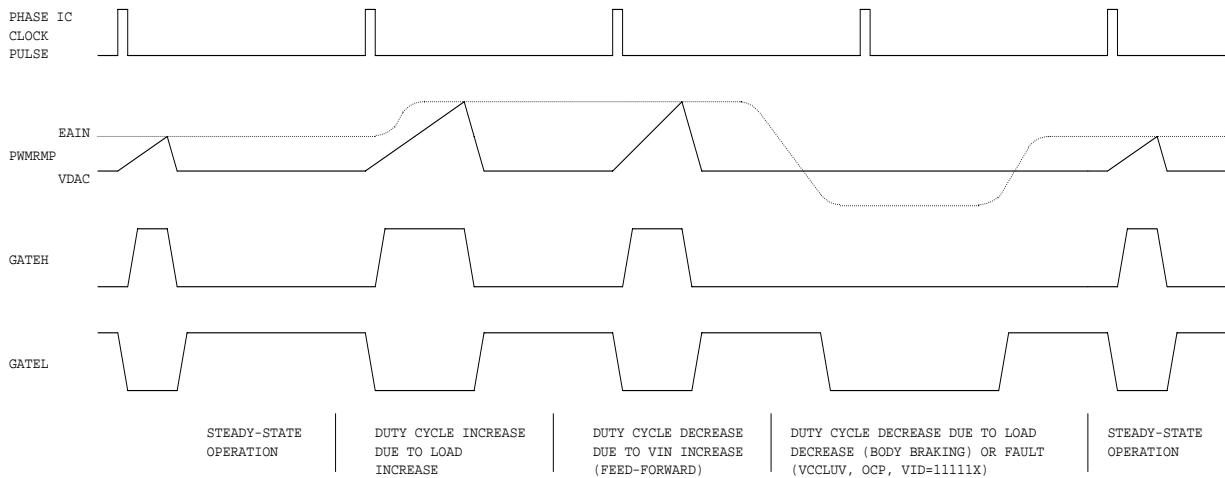 PHASE IC
CLOCK
PULSE
EAIN
PWMRMP
VDAC
GATEH
GATEL
STEADY-STATE
OPERATION
DUTY CYCLE INCREASE
DUE TO LOAD
INCREASE
DUTY CYCLE DECREASE
DUE TO VIN INCREASE
(FEED-FORWARD)
DUTY CYCLE DECREASE DUE TO LOAD
DECREASE (BODY BRAKING) OR FAULT
(VCCLUV, OCP, VID=11111X)
STEADY-STATE
OPERATION